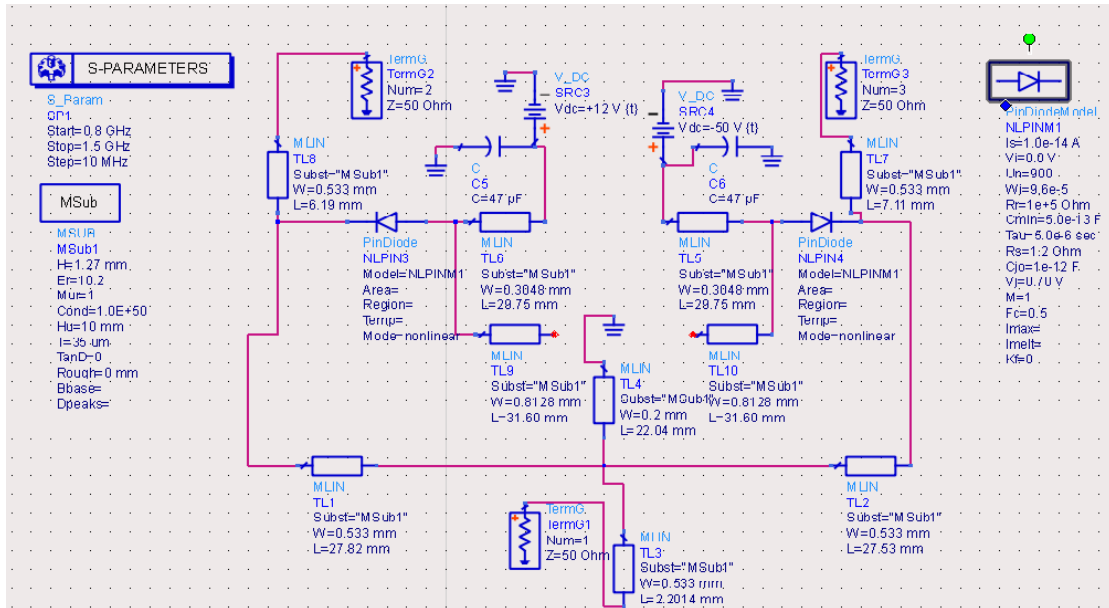 S-PARAMETERS
S_Param
SP1
Start=0.8 GHz
Stop=1.5 GHz
Step=10 MHz
MSub
MSUB
MSub1
H=1.27 mm
Er=10.2
Mur=1
Cond=1.0E+50
Hu=10 mm
T=35 um
TanD=0
Rough=0 mm
Bbase=
Dpeaks=
TermG
TermG2
Num=2
Z=50 Ohm
MLIN
TL8
Subst="MSub1"
W=0.533 mm
L=6.19 mm
V_DC
SRC3
Vdc=+12 V {t}
C
C5
C=47 pF
PinDiode
NLPIN3
Model=NLPINM1
Area=
Region=
Temp=
Mode=nonlinear
MLIN
TL6
Subst="MSub1"
W=0.3048 mm
L=29.75 mm
MLIN
TL9
Subst="MSub1"
W=0.8128 mm
L=31.60 mm
V_DC
SRC4
Vdc=-50 V {t}
C
C6
C=47 pF
MLIN
TL5
Subst="MSub1"
W=0.3048 mm
L=29.75 mm
MLIN
TL10
Subst="MSub1"
W=0.8128 mm
L=31.60 mm
MLIN
TL4
Subst="MSub1"
W=0.2 mm
L=22.04 mm
TermG
TermG3
Num=3
Z=50 Ohm
MLIN
TL7
Subst="MSub1"
W=0.533 mm
L=7.11 mm
PinDiode
NLPIN4
Model=NLPINM1
Area=
Region=
Temp=
Mode=nonlinear
PinDiodeModel
NLPINM1
Is=1.0e-14 A
Vi=0.0 V
Un=900
Wi=9.6e-5
Rr=1e+5 Ohm
Cmin=5.0e-13 F
Tau=5.0e-6 sec
Rs=1.2 Ohm
Cjo=1e-12 F
Vj=0.70 V
M=1
Fc=0.5
Imax=
Imelt=
Kf=0
MLIN
TL1
Subst="MSub1"
W=0.533 mm
L=27.82 mm
TermG
TermG1
Num=1
Z=50 Ohm
MLIN
TL3
Subst="MSub1"
W=0.533 mm
L=2.2014 mm
MLIN
TL2
Subst="MSub1"
W=0.533 mm
L=27.53 mm